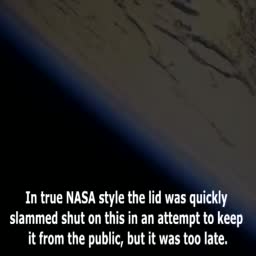 In true NASA style the lid was quickly
slammed shut on this in an attempt to keep
it from the public, but it was too late.